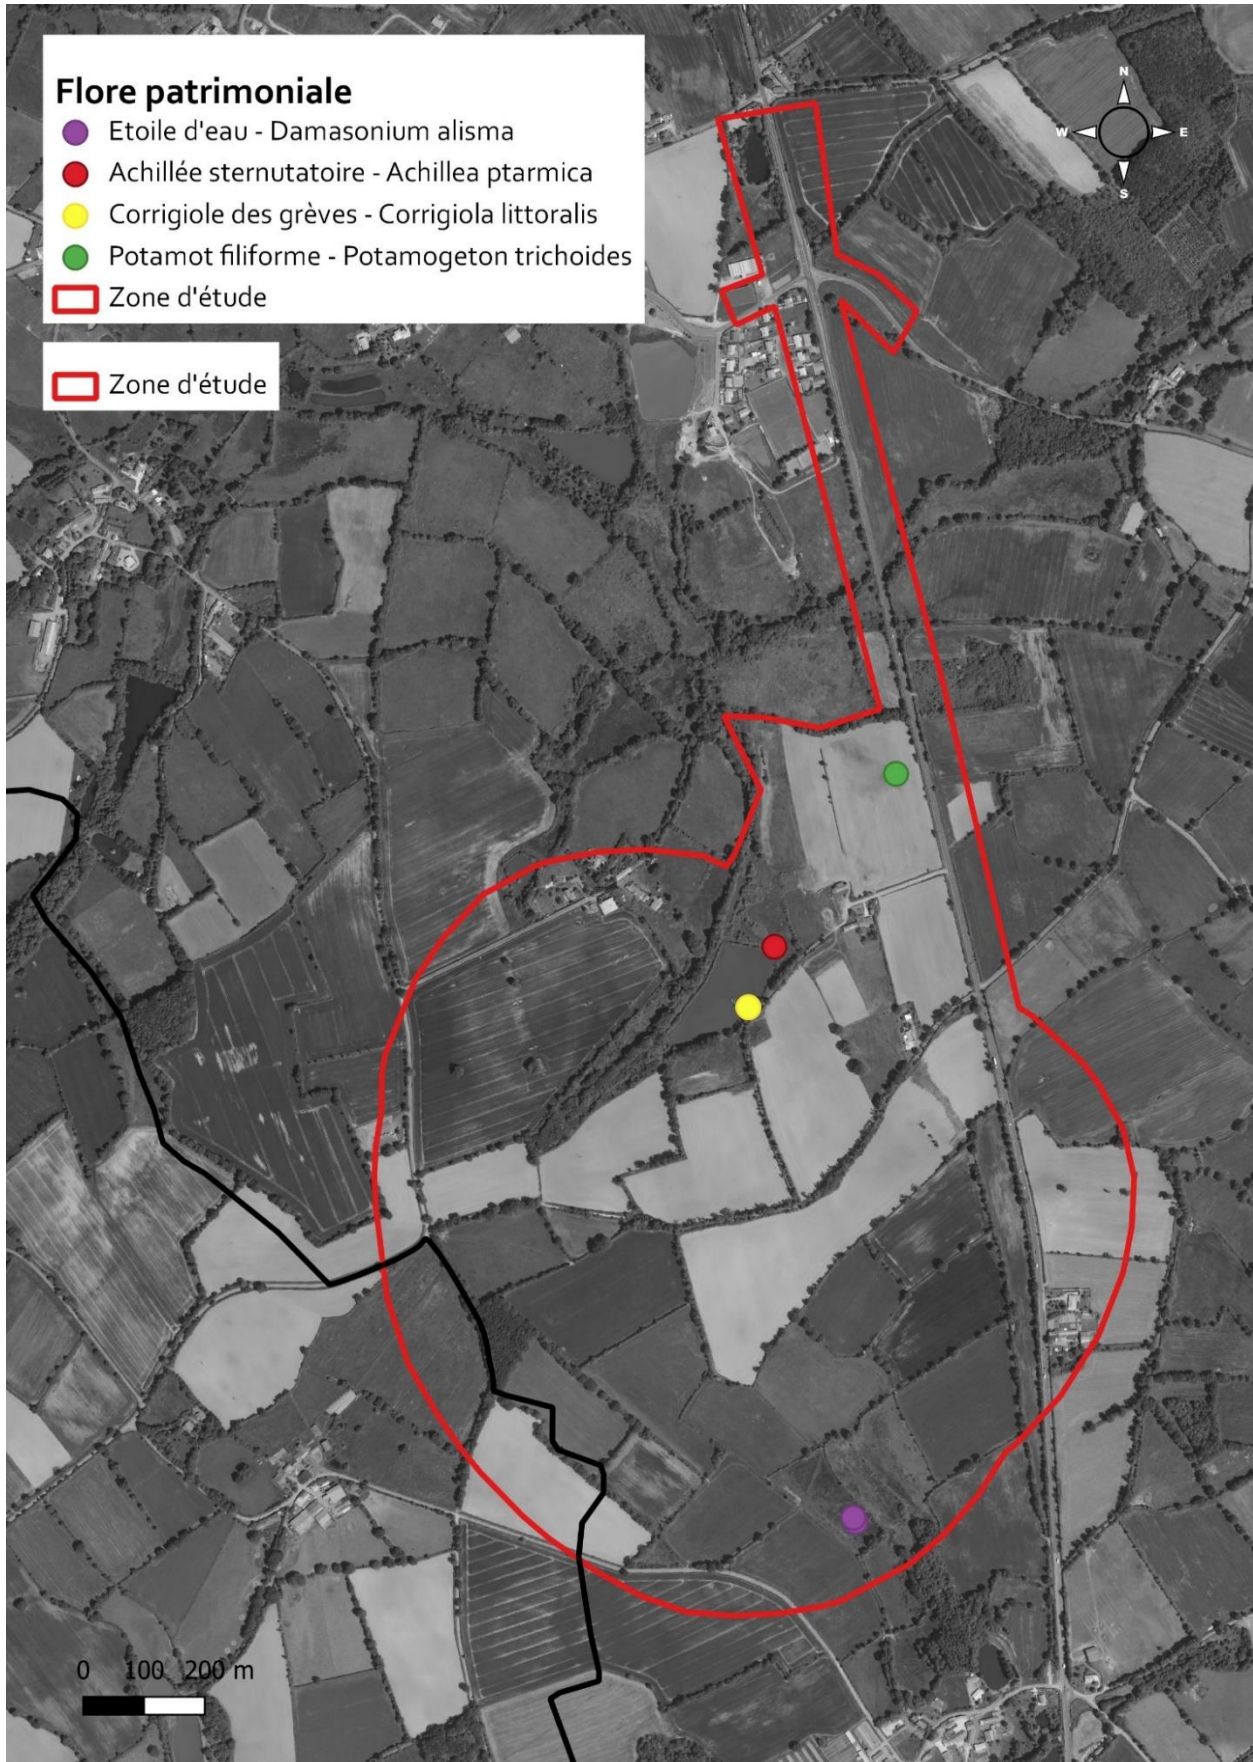 Flore patrimoniale
Etoile d'eau - Damasonium alisma
Achillée sternutatoire - Achillea ptarmica
Corrigiole des grèves - Corrigiola littoralis
Potamot filiforme - Potamogeton trichoides
Zone d'étude
Zone d'étude
N
W E
S
0 100 200 m